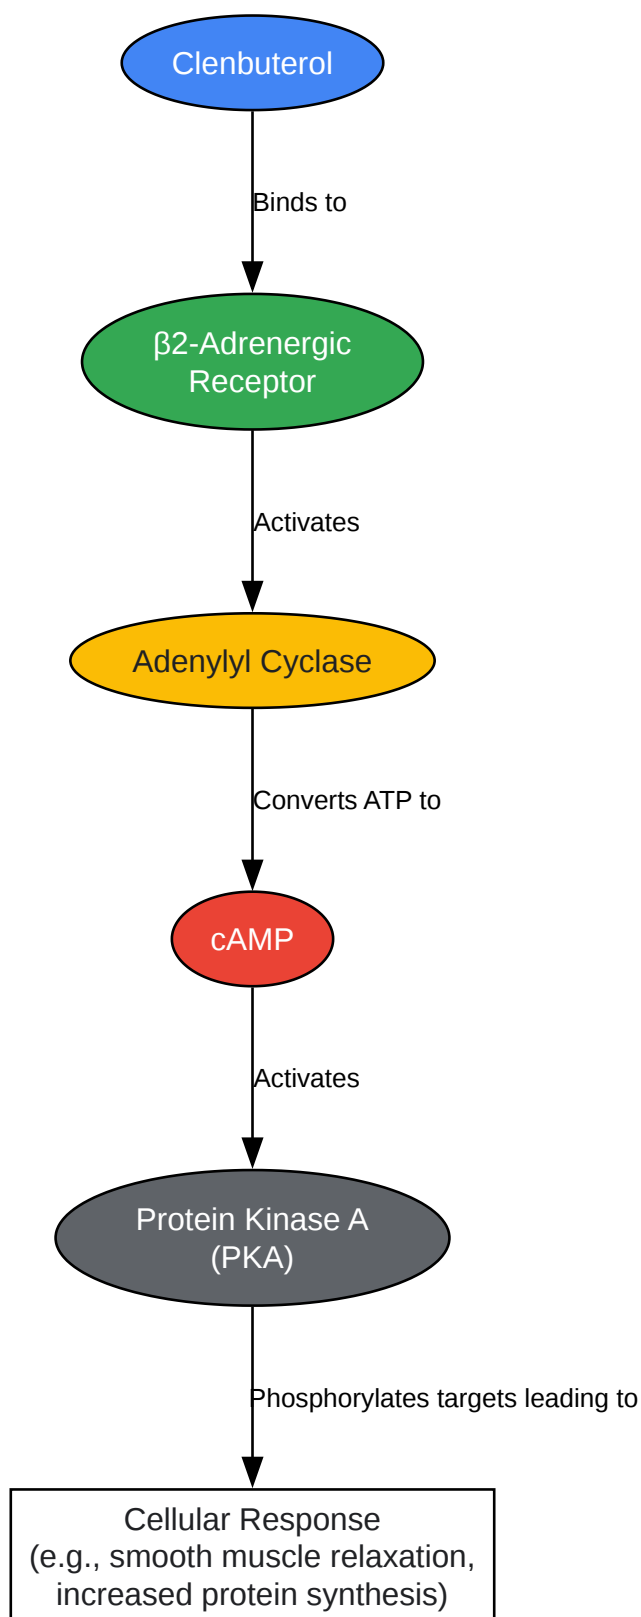 Clenbuterol
Binds to
β2-Adrenergic
Receptor
Activates
Adenylyl Cyclase
Converts ATP to
cAMP
Activates
Protein Kinase A
(PKA)
Phosphorylates targets leading to
Cellular Response
(e.g., smooth muscle relaxation,
increased protein synthesis)